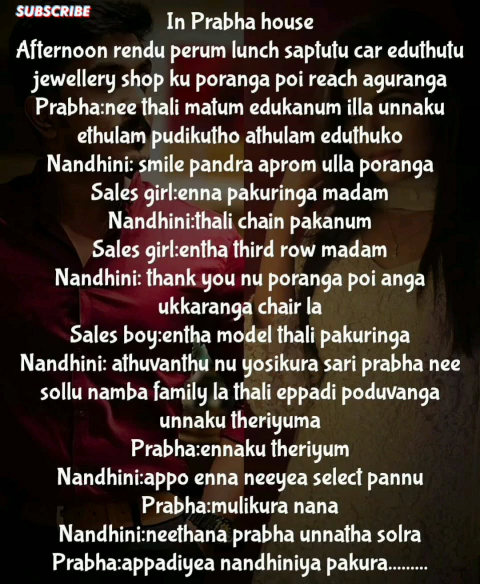 SUBSCRIBE
In Prabha house
Afternoon rendu perum lunch saptutu car eduthutu
jewellery shop ku poranga poi reach aguranga
Prabha:nee thali matum edukanum illa unnaku
ethulam pudikutho athulam eduthuko
Nandhini: smile pandra aprom ulla poranga
Sales girl:enna pakuringa madam
Nandhini:thali chain pakanum
Sales girl:entha third row madam
Nandhini: thank you nu poranga poi anga
ukkaranga chair la
Sales boy:entha model thali pakuringa
Nandhini: athuvanthu nu yosikura sari prabha nee
sollu namba family la thali eppadi poduvanga
unnaku theriyuma
Prabha:ennaku theriyum
Nandhini:appo enna neeyea select pannu
Prabha:mulikura nana
Nandhini:neethana prabha unnatha solra
Prabha:appadiyea nandhiniya pakura.........